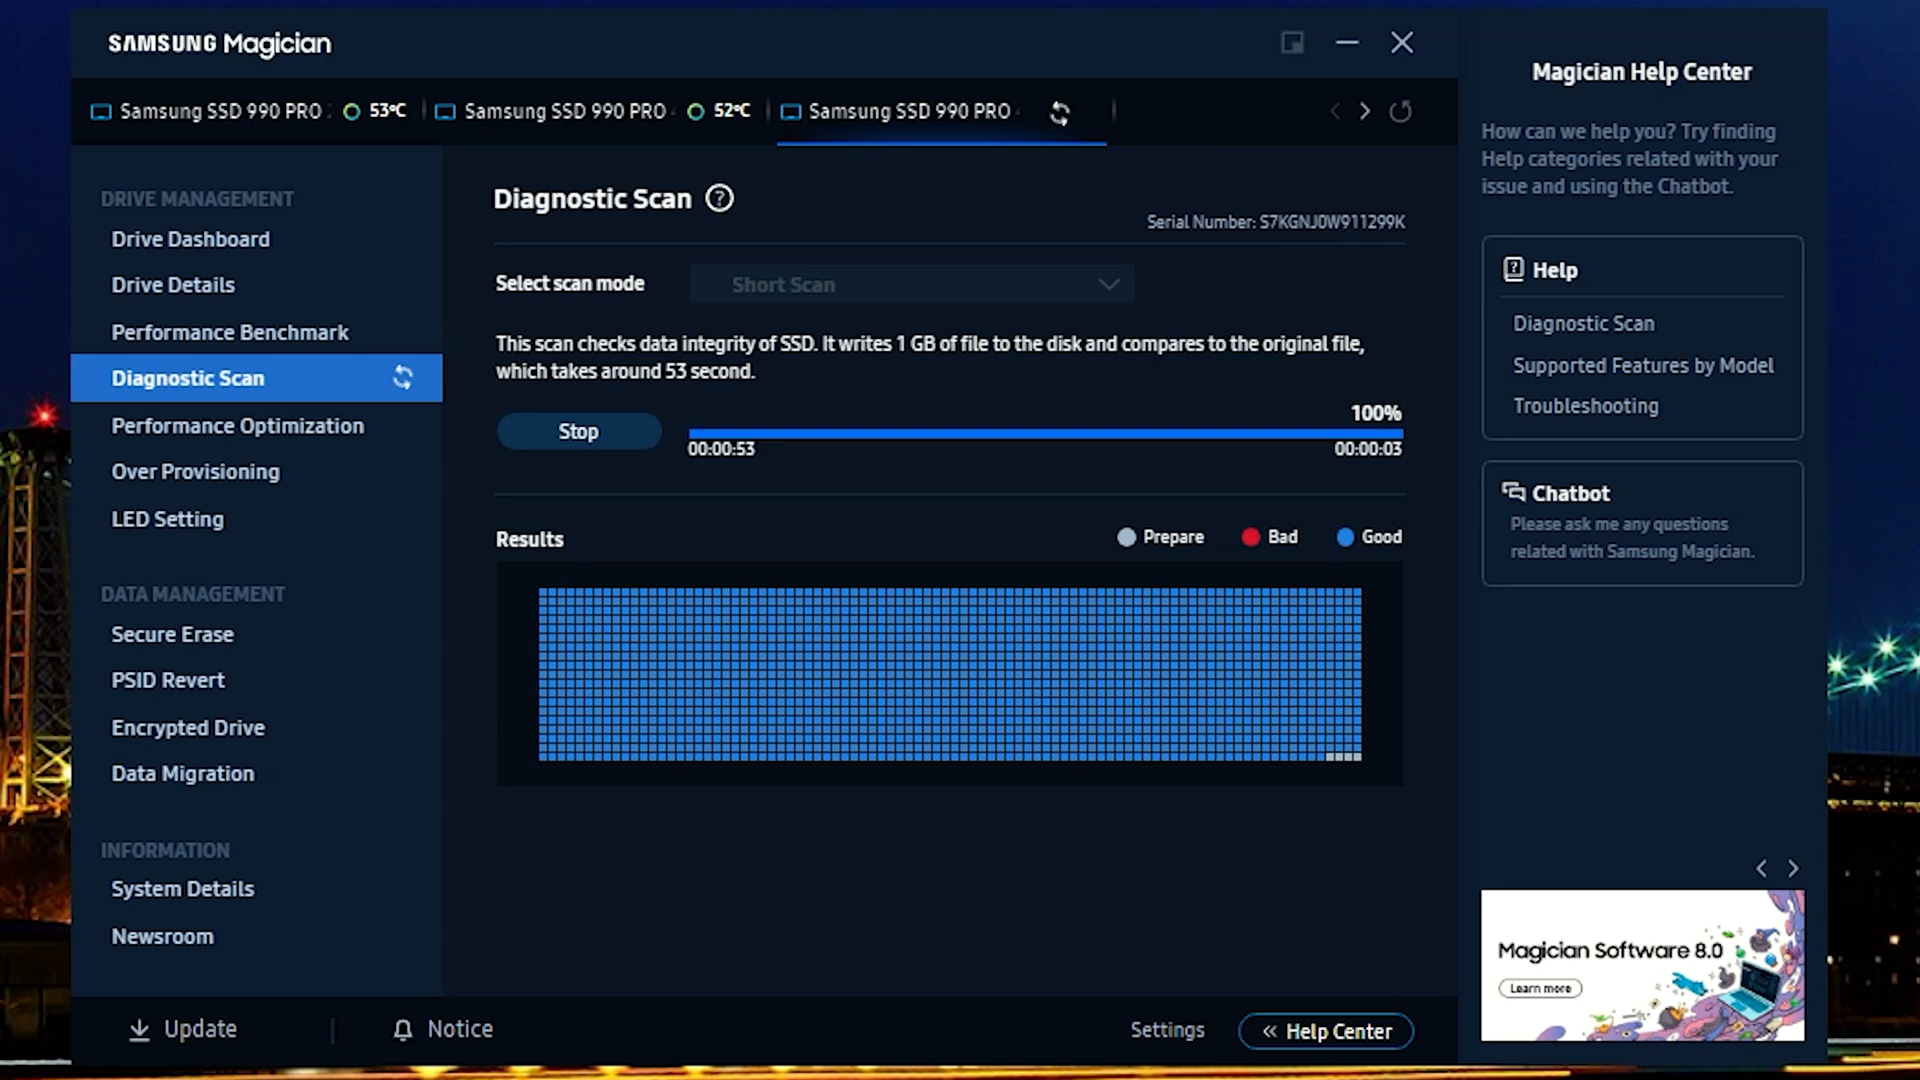 SAMSUNG Magician
Samsung SSD 990 PRO
53°C
Samsung SSD 990 PRO
52°C
Samsung SSD 990 PRO
DRIVE MANAGEMENT
Drive Dashboard
Drive Details
Performance Benchmark
Diagnostic Scan
Performance Optimization
Over Provisioning
LED Setting
DATA MANAGEMENT
Secure Erase
PSID Revert
Encrypted Drive
Data Migration
INFORMATION
System Details
Newsroom
Diagnostic Scan ?
Serial Number: S7KGNJ0W911299K
Select scan mode
Short Scan
This scan checks data integrity of SSD. It writes 1 GB of file to the disk and compares to the original file,
which takes around 53 second.
Stop
100%
00:00:53
00:00:03
Results
Prepare
Bad
Good
Update
Notice
Settings
Help Center
Magician Help Center
How can we help you? Try finding
Help categories related with your
issue and using the Chatbot.
Help
Diagnostic Scan
Supported Features by Model
Troubleshooting
Chatbot
Please ask me any questions
related with Samsung Magician.
Magician Software 8.0
Learn more